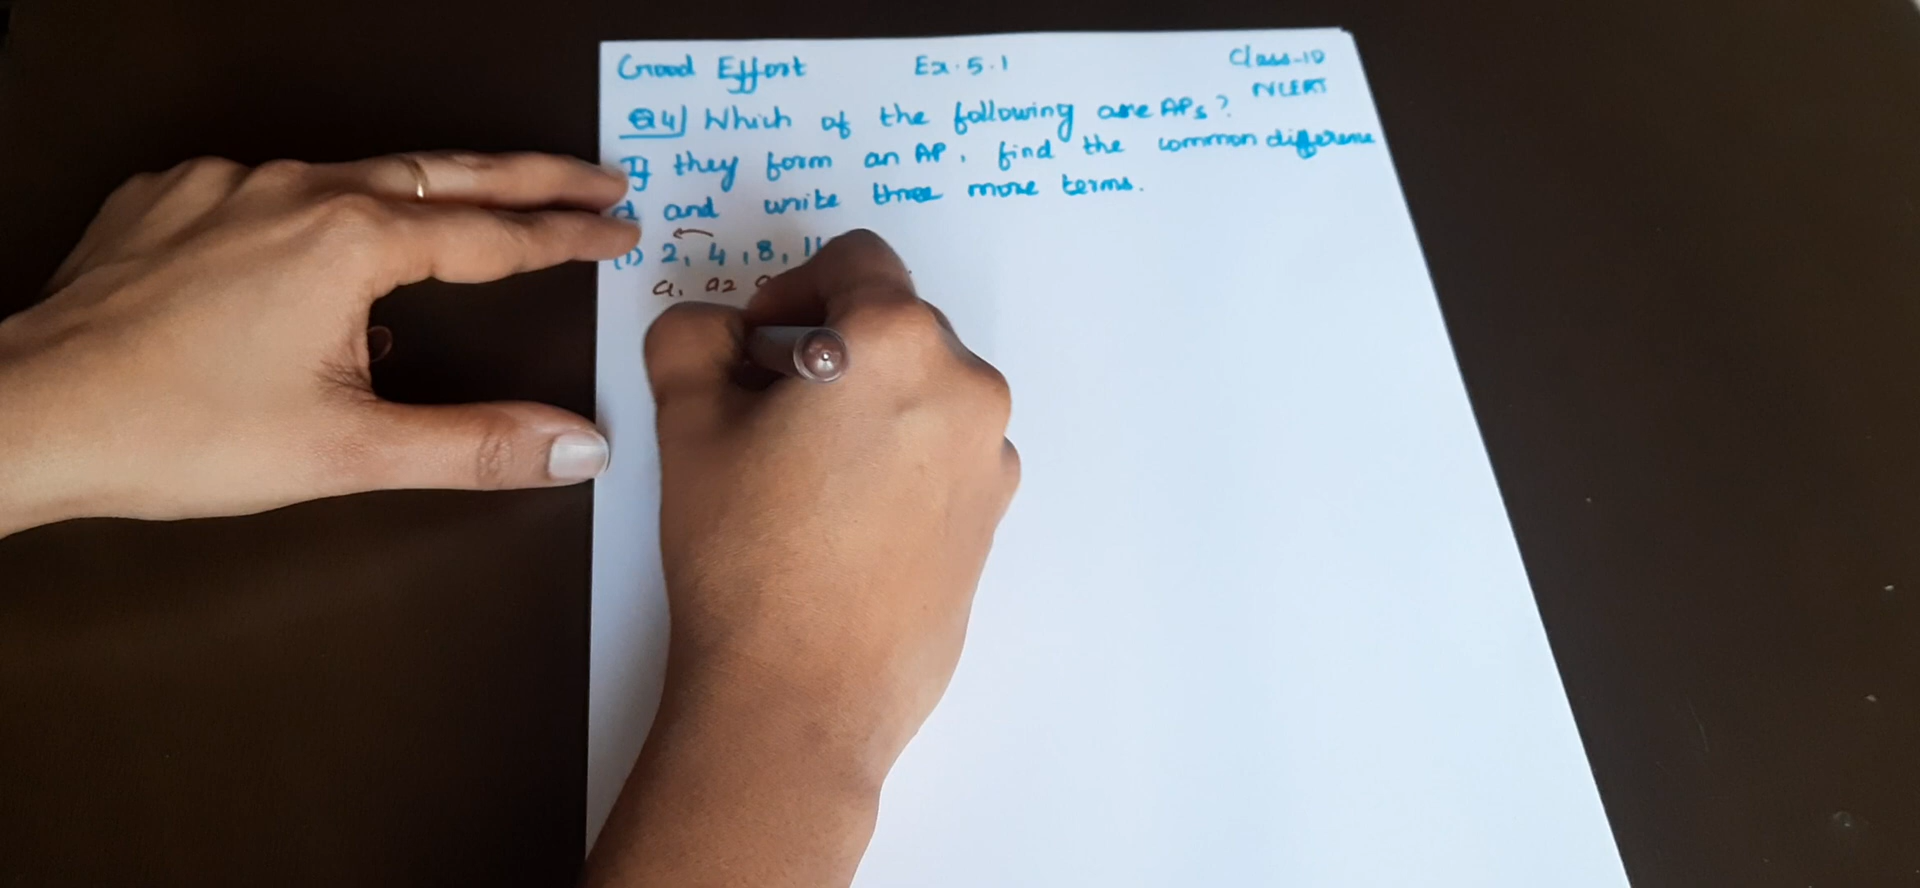 Good Effort Ex. 5.1 Class-10
NCERT
Q4) Which of the following are APs?
If they form an AP, find the common difference
d and write three more terms.
(i) 2, 4, 8, 1
a1 a2